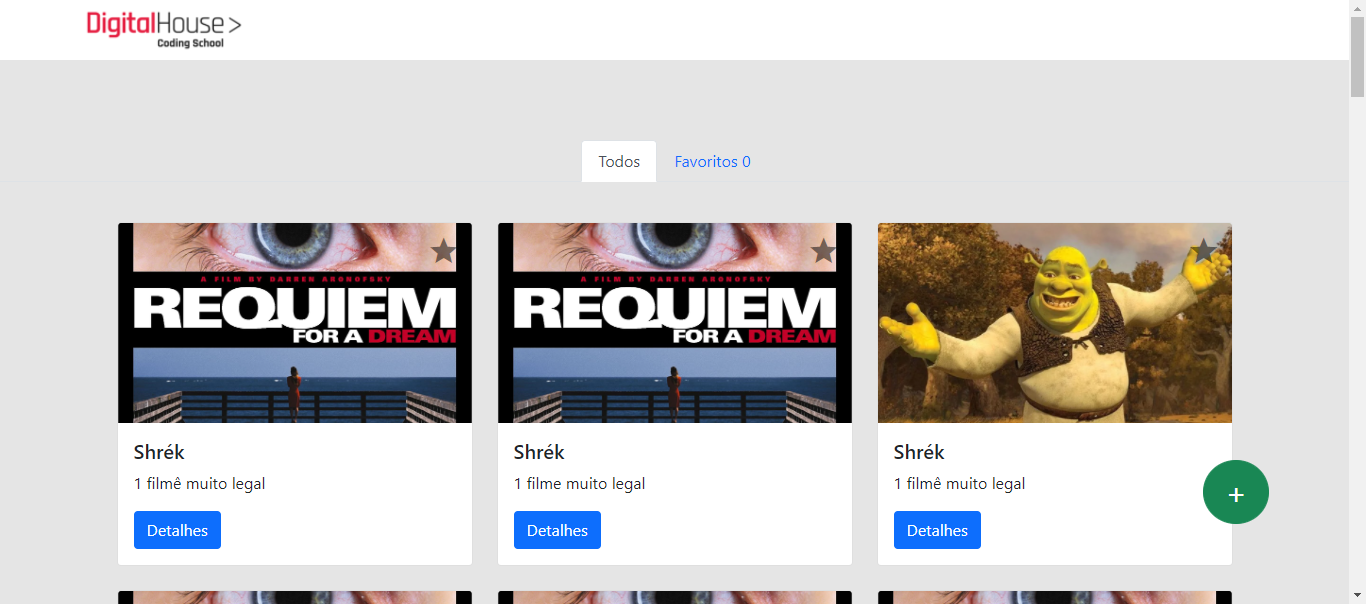 DigitalHouse>
Coding School
Todos
Favoritos 0
A FILM BY DARREN ARONOFSKY
REQUIEM
FOR A DREAM
Shrék
1 filmê muito legal
Detalhes
A FILM BY DARREN ARONOFSKY
REQUIEM
FOR A DREAM
Shrék
1 filme muito legal
Detalhes
Shrék
1 filmê muito legal
Detalhes
+